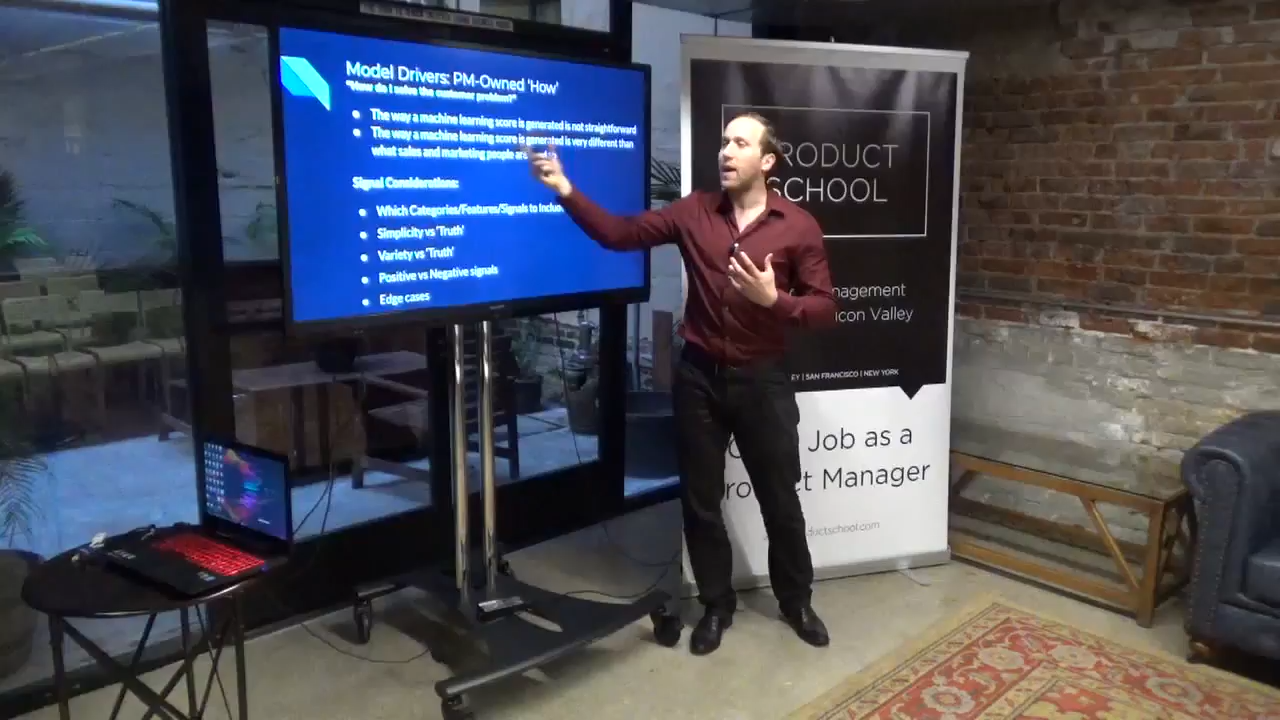 Model Drivers: PM-Owned 'How'
"How do I solve the customer problem?"
• The way a machine learning score is generated is not straightforward
• The way a machine learning score is generated is very different than
what sales and marketing people are
Signal Considerations:
• Which Categories/Features/Signals to
• Simplicity vs 'Truth'
• Variety vs 'Truth'
• Positive vs Negative signals
• Edge cases
RODUCT
SCHOOL
nagement
icon Valley
EY | SAN FRANCISCO | NEW YORK
Job as a
ct Manager
ductschool.com